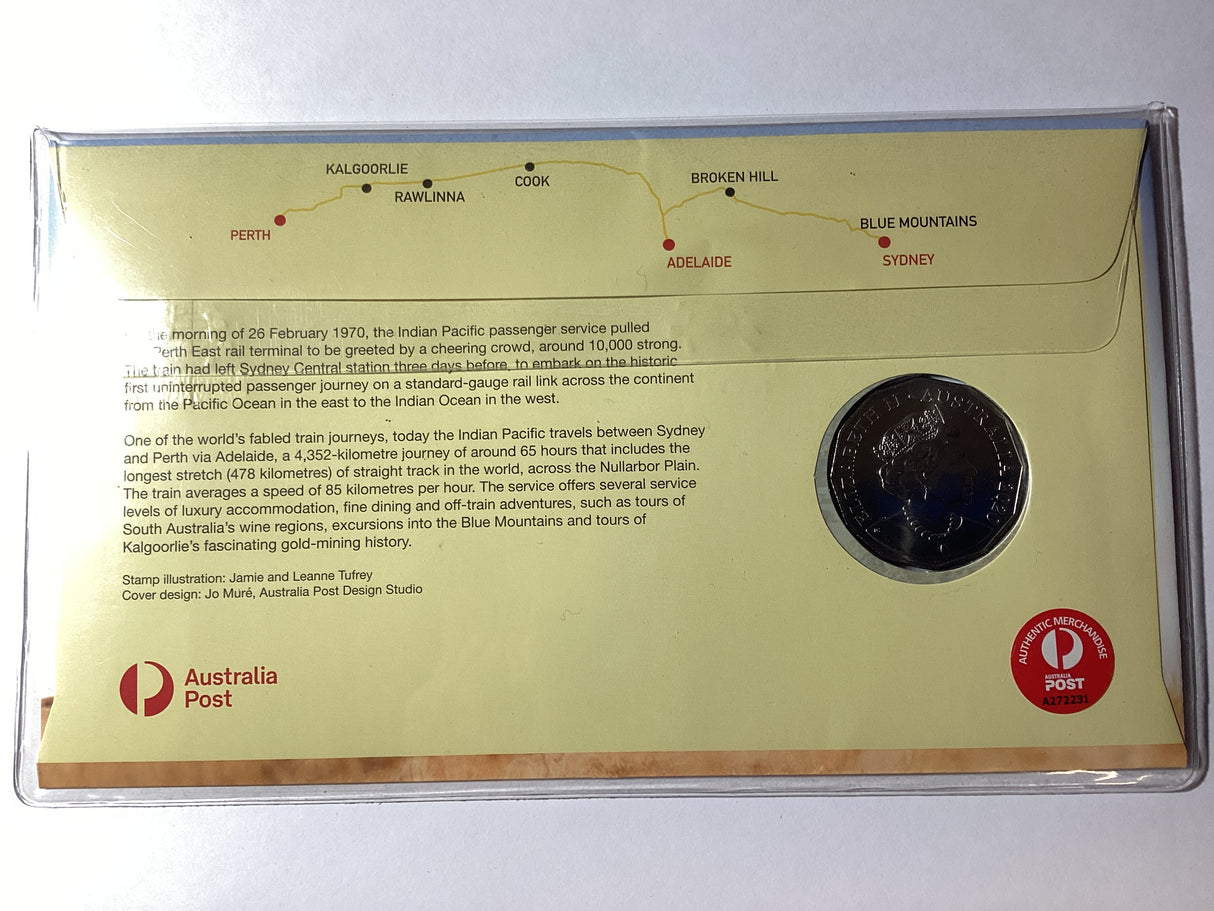 KALGOORLIE
RAWLINNA
COOK
BROKEN HILL
BLUE MOUNTAINS
PERTH
ADELAIDE
SYDNEY
morning of 26 February 1970, the Indian Pacific passenger service pulled
Perth East rail terminal to be greeted by a cheering crowd, around 10,000 strong.
The train had left Sydney Central station three days before, to embark on the historic
first uninterrupted passenger journey on a standard-gauge rail link across the continent
from the Pacific Ocean in the east to the Indian Ocean in the west.
One of the world's fabled train journeys, today the Indian Pacific travels between Sydney
and Perth via Adelaide, a 4,352-kilometre journey of around 65 hours that includes the
longest stretch (478 kilometres) of straight track in the world, across the Nullarbor Plain.
The train averages a speed of 85 kilometres per hour. The service offers several service
levels of luxury accommodation, fine dining and off-train adventures, such as tours of
South Australia's wine regions, excursions into the Blue Mountains and tours of
Kalgoorlie's fascinating gold-mining history.
Stamp illustration: Jamie and Leanne Tufrey
Cover design: Jo Muré, Australia Post Design Studio
ELIZABETH II • AUSTRALIA 2020
Australia
Post
AUTHENTIC MERCHANDISE
AUSTRALIA
POST
A272231